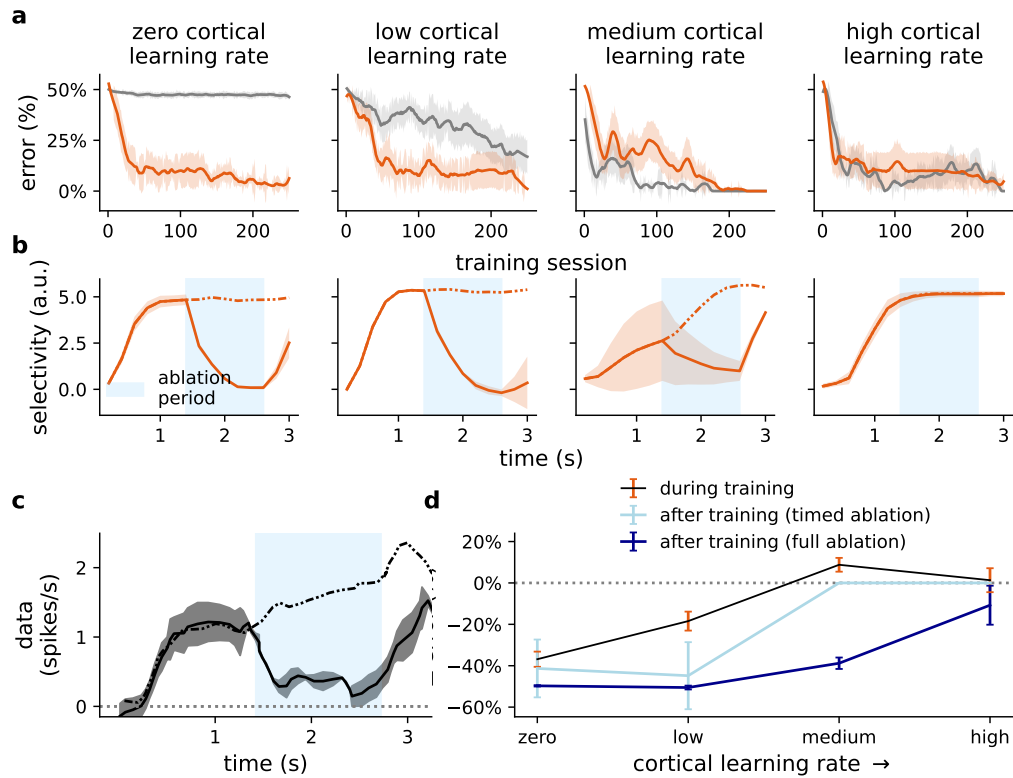 a
zero cortical
learning rate
low cortical
learning rate
medium cortical
learning rate
high cortical
learning rate
error (%)
50%
25%
0%
0 100 200
0 100 200
0 100 200
0 100 200
training session
b
selectivity (a.u.)
5.0
2.5
0.0
ablation
period
1 2 3
1 2 3
1 2 3
1 2 3
time (s)
c
data
(spikes/s)
2
1
0
1 2 3
time (s)
d
during training
after training (timed ablation)
after training (full ablation)
20%
0%
−20%
−40%
−60%
zero low medium high
cortical learning rate →